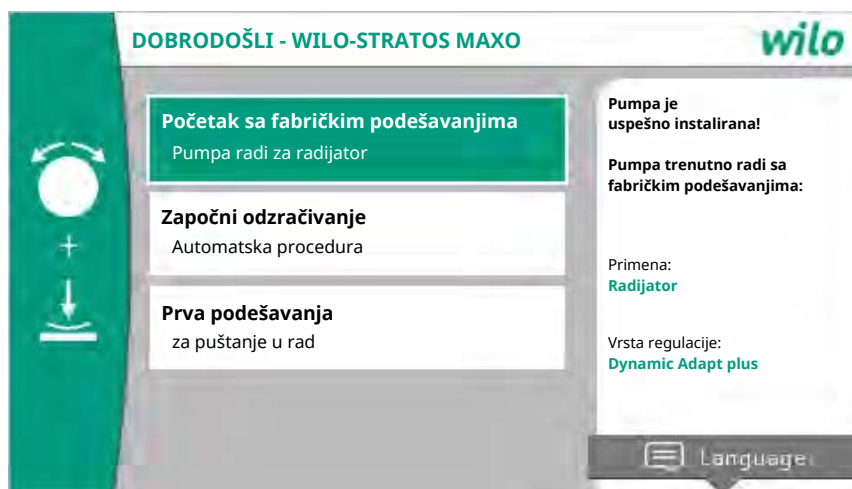 DOBRODOŠLI - WILO-STRATOS MAXO
wilo
Početak sa fabričkim podešavanjima
Pumpa radi za radijator
Započni odzračivanje
Automatska procedura
Prva podešavanja
za puštanje u rad
Pumpa je
uspešno instalirana!
Pumpa trenutno radi sa
fabričkim podešavanjima:
Primena:
Radijator
Vrsta regulacije:
Dynamic Adapt plus
Language
+